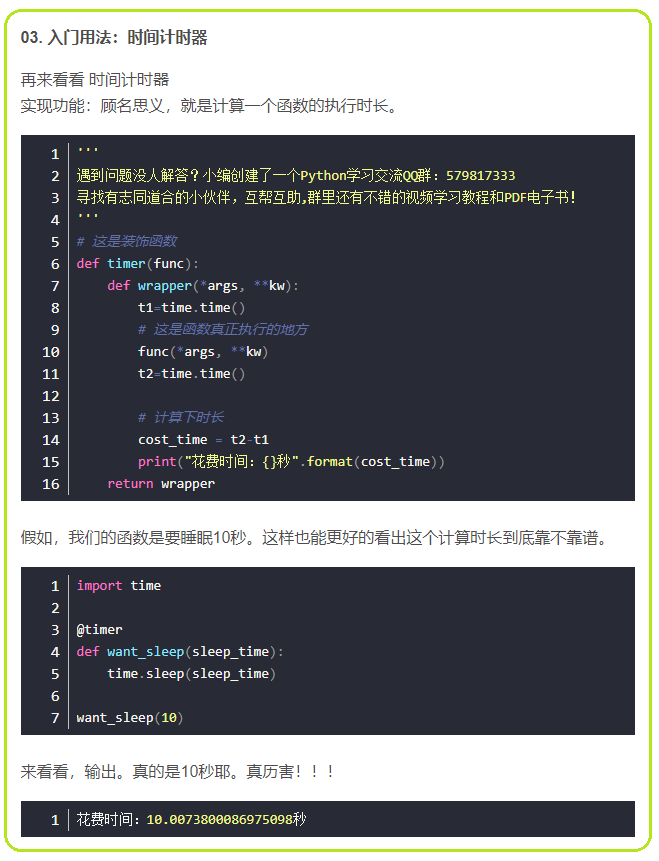 03. 入门用法：时间计时器
再来看看 时间计时器
实现功能：顾名思义，就是计算一个函数的执行时长。
1 '''
2 遇到问题没人解答？小编创建了一个Python学习交流QQ群：579817333
3 寻找有志同道合的小伙伴，互帮互助,群里还有不错的视频学习教程和PDF电子书！
4 '''
5 # 这是装饰函数
6 def timer(func):
7     def wrapper(*args, **kw):
8         t1=time.time()
9         # 这是函数真正执行的地方
10         func(*args, **kw)
11         t2=time.time()
12
13         # 计算下时长
14         cost_time = t2-t1
15         print("花费时间：{}秒".format(cost_time))
16     return wrapper
假如，我们的函数是要睡眠10秒。这样也能更好的看出这个计算时长到底靠不靠谱。
1 import time
2
3 @timer
4 def want_sleep(sleep_time):
5     time.sleep(sleep_time)
6
7 want_sleep(10)
来看看，输出。真的是10秒耶。真历害！！！
1 花费时间：10.0073800086975098秒